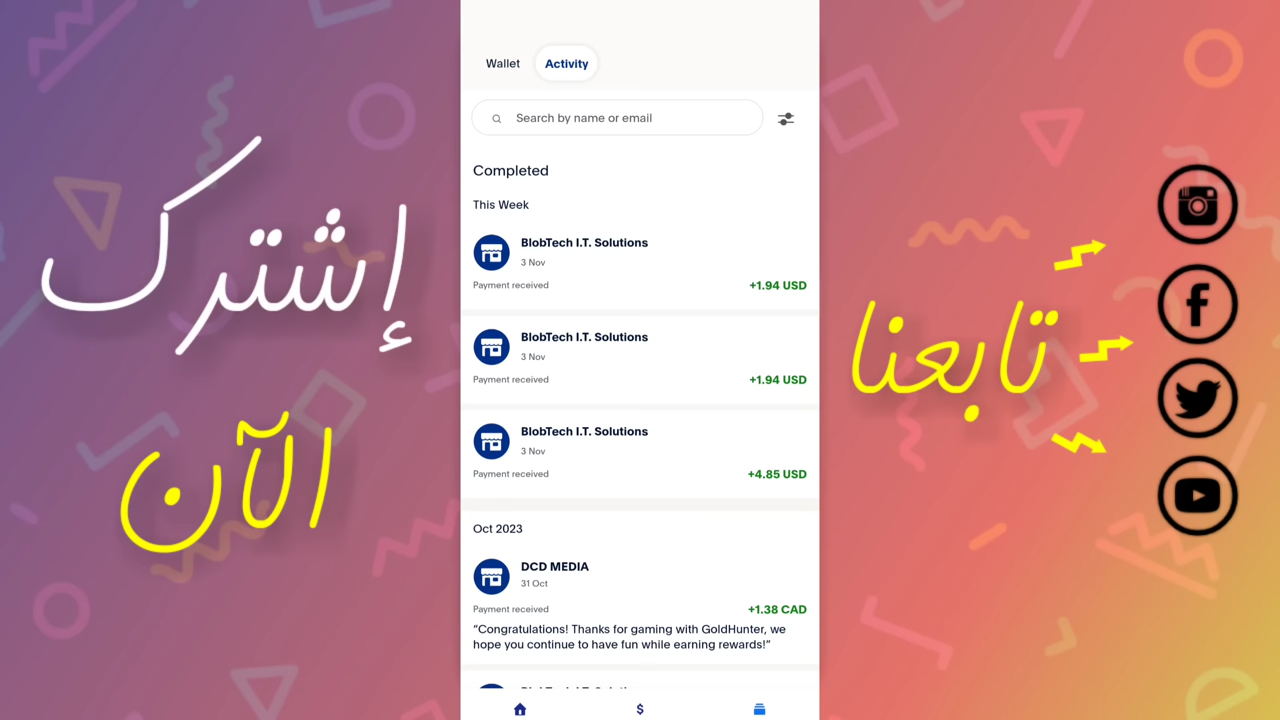 إشترك
الآن
Wallet
Activity
Search by name or email
Completed
This Week
BlobTech I.T. Solutions
3 Nov
Payment received
+1.94 USD
BlobTech I.T. Solutions
3 Nov
Payment received
+1.94 USD
BlobTech I.T. Solutions
3 Nov
Payment received
+4.85 USD
Oct 2023
DCD MEDIA
31 Oct
Payment received
+1.38 CAD
“Congratulations! Thanks for gaming with GoldHunter, we
hope you continue to have fun while earning rewards!”
تابعنا